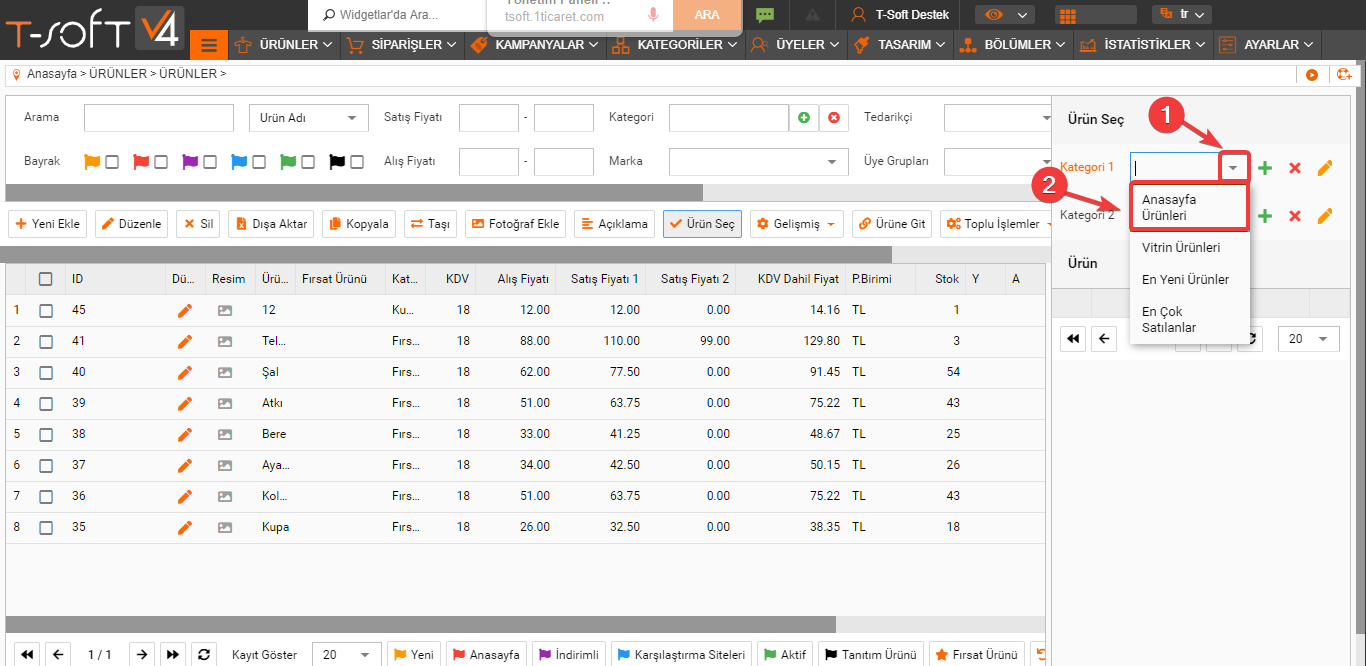 T-SOFT V4
Widgetlar'da Ara...
tsoft.1ticaret.com
ARA
T-Soft Destek
tr
ÜRÜNLER
SİPARİŞLER
KAMPANYALAR
KATEGORİLER
ÜYELER
TASARIM
BÖLÜMLER
İSTATİSTİKLER
AYARLAR
Anasayfa > ÜRÜNLER > ÜRÜNLER >
Arama
Ürün Adı
Satış Fiyatı
-
Kategori
Tedarikçi
Bayrak
Alış Fiyatı
-
Marka
Üye Grupları
Yeni Ekle
Düzenle
Sil
Dışa Aktar
Kopyala
Taşı
Fotoğraf Ekle
Açıklama
Ürün Seç
Gelişmiş
Ürüne Git
Toplu İşlemler
ID Dü... Resim Ürü... Fırsat Ürünü Kat... KDV Alış Fiyatı Satış Fiyatı 1 Satış Fiyatı 2 KDV Dahil Fiyat P.Birimi Stok Y A
1 45 12 Ku... 18 12.00 12.00 0.00 14.16 TL 1
2 41 Tel... Fırs... 18 88.00 110.00 99.00 129.80 TL 3
3 40 Şal Fırs... 18 62.00 77.50 0.00 91.45 TL 54
4 39 Atkı Fırs... 18 51.00 63.75 0.00 75.22 TL 43
5 38 Bere Fırs... 18 33.00 41.25 0.00 48.67 TL 25
6 37 Aya... Fırs... 18 34.00 42.50 0.00 50.15 TL 26
7 36 Kol... Fırs... 18 51.00 63.75 0.00 75.22 TL 43
8 35 Kupa Fırs... 18 26.00 32.50 0.00 38.35 TL 18
1 / 1
Kayıt Göster
20
Yeni
Anasayfa
İndirimli
Karşılaştırma Siteleri
Aktif
Tanıtım Ürünü
Fırsat Ürünü
Ürün Seç
1
Kategori 1
2
Kategori 2
Anasayfa
Ürünleri
Vitrin Ürünleri
En Yeni Ürünler
En Çok
Satılanlar
Ürün
20